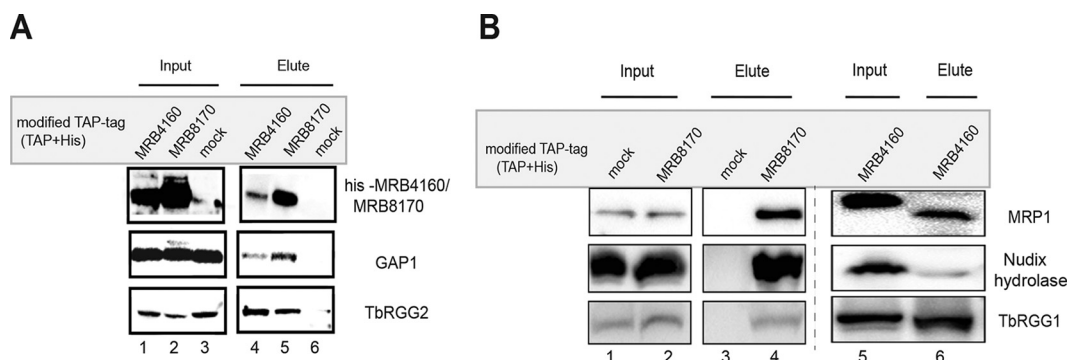 A
Input Elute
modified TAP-tag
(TAP+His)
MRB4160 MRB8170 mock MRB4160 MRB8170 mock
his -MRB4160/
MRB8170
GAP1
TbRGG2
1 2 3 4 5 6
B
Input Elute Input Elute
modified TAP-tag
(TAP+His)
mock MRB8170 mock MRB8170 MRB4160 MRB4160
MRP1
Nudix
hydrolase
TbRGG1
1 2 3 4 5 6